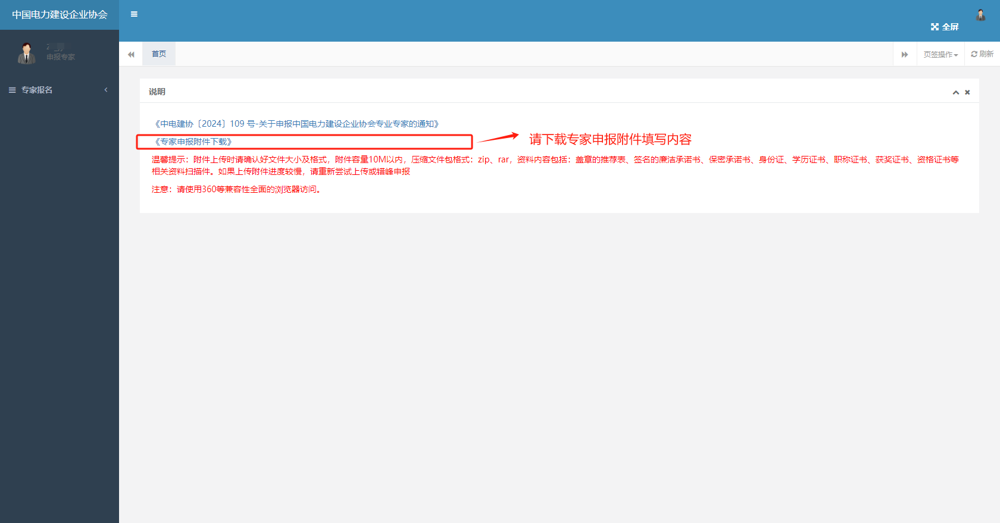 中国电力建设企业协会
全屏
申报专家
首页
页签操作
刷新
专家报名
说明
《中电建协〔2024〕109 号-关于申报中国电力建设企业协会专业专家的通知》
《专家申报附件下载》
请下载专家申报附件填写内容
温馨提示：附件上传时请确认好文件大小及格式，附件容量10M以内，压缩文件包格式：zip、rar，资料内容包括：盖章的推荐表、签名的廉洁承诺书、保密承诺书、身份证、学历证书、职称证书、获奖证书、资格证书等
相关资料扫描件。如果上传附件进度较慢，请重新尝试上传或错峰申报
注意：请使用360等兼容性全面的浏览器访问。